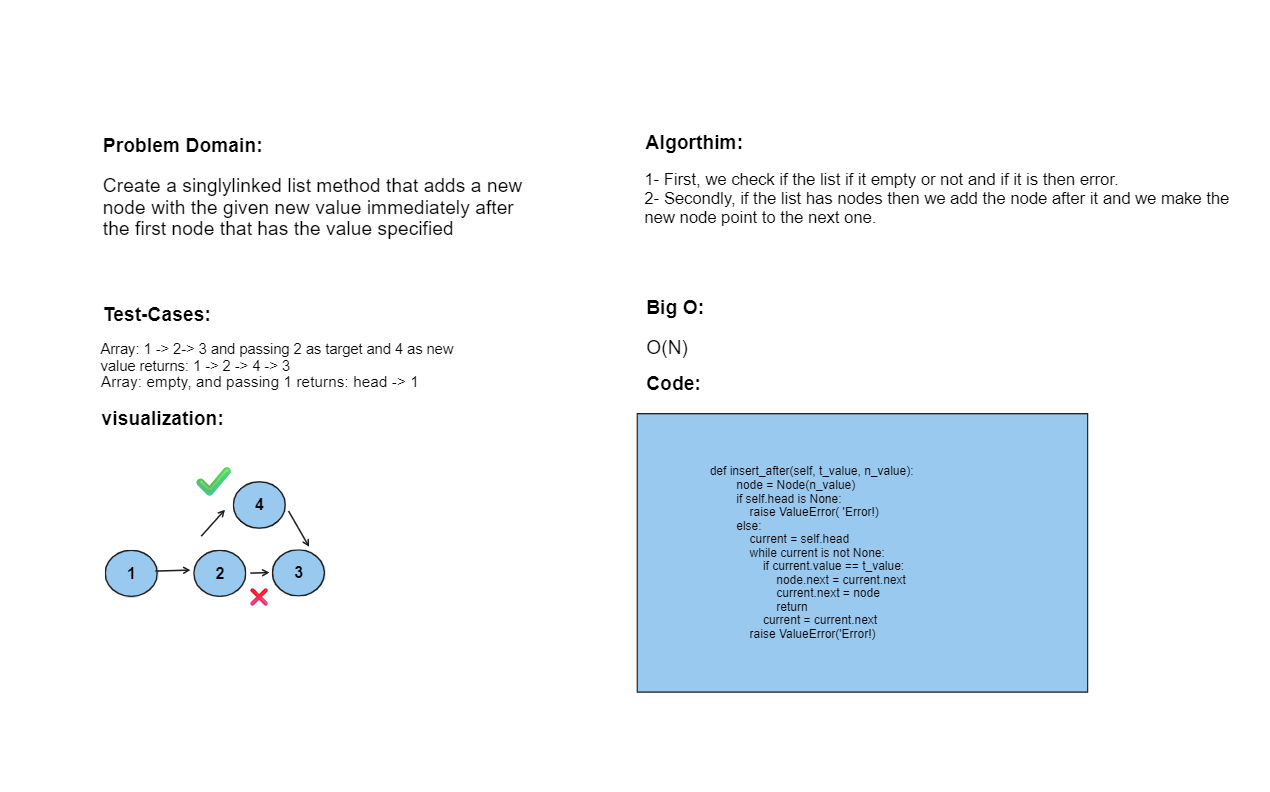 Problem Domain:
Create a singlylinked list method that adds a new
node with the given new value immediately after
the first node that has the value specified
Test-Cases:
Array: 1 -> 2-> 3 and passing 2 as target and 4 as new
value returns: 1 -> 2 -> 4 -> 3
Array: empty, and passing 1 returns: head -> 1
visualization:
4
1
2
3
Algorthim:
1- First, we check if the list if it empty or not and if it is then error.
2- Secondly, if the list has nodes then we add the node after it and we make the
new node point to the next one.
Big O:
O(N)
Code:
def insert_after(self, t_value, n_value):
node = Node(n_value)
if self.head is None:
raise ValueError( 'Error!)
else:
current = self.head
while current is not None:
if current.value == t_value:
node.next = current.next
current.next = node
return
current = current.next
raise ValueError('Error!)